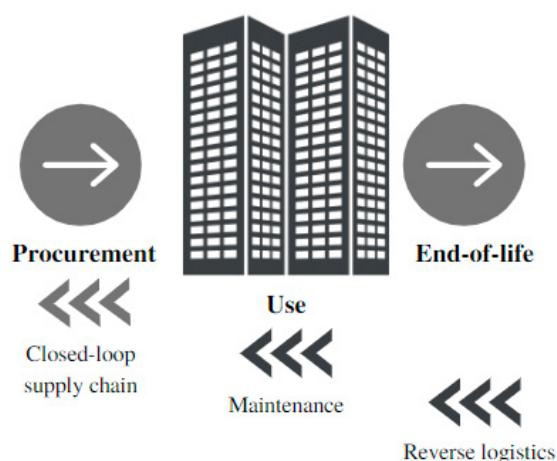 Procurement
End-of-life
Use
Closed-loop
supply chain
Maintenance
Reverse logistics